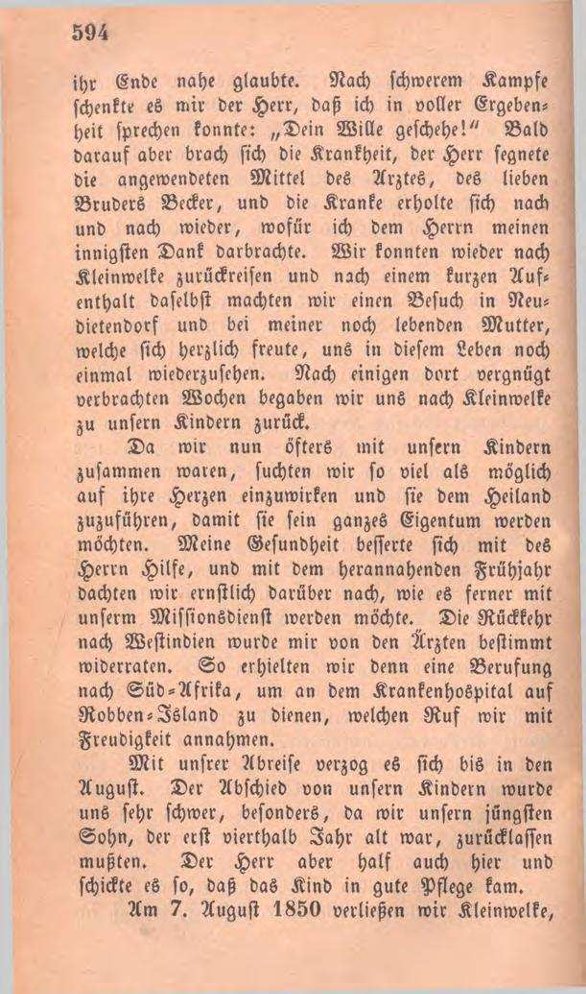 594
ihr Ende nahe glaubte. Nach schwerem Kampfe
schenkte es mir der Herr, daß ich in voller Ergeben-
heit sprechen konnte: „Dein Wille geschehe!" Bald
darauf aber brach sich die Krankheit, der Herr segnete
die angewendeten Mittel des Arztes, des lieben
Bruders Becker, und die Kranke erholte sich nach
und nach wieder, wofür ich dem Herrn meinen
innigsten Dank darbrachte. Wir konnten wieder nach
Kleinwelke zurückreisen und nach einem kurzen Auf-
enthalt daselbst machten wir einen Besuch in Neu-
dietendorf und bei meiner noch lebenden Mutter,
welche sich herzlich freute, uns in diesem Leben noch
einmal wiederzusehen. Nach einigen dort vergnügt
verbrachten Wochen begaben wir uns nach Kleinwelke
zu unsern Kindern zurück.
Da wir nun öfters mit unsern Kindern
zusammen waren, suchten wir so viel als möglich
auf ihre Herzen einzuwirken und sie dem Heiland
zuzuführen, damit sie sein ganzes Eigentum werden
möchten. Meine Gesundheit besserte sich mit des
Herrn Hilfe, und mit dem herannahenden Frühjahr
dachten wir ernstlich darüber nach, wie es ferner mit
unserm Missionsdienst werden möchte. Die Rückkehr
nach Westindien wurde mir von den Ärzten bestimmt
widerraten. So erhielten wir denn eine Berufung
nach Süd-Afrika, um an dem Krankenhospital auf
Robben-Island zu dienen, welchen Ruf wir mit
Freudigkeit annahmen.
Mit unsrer Abreise verzog es sich bis in den
August. Der Abschied von unsern Kindern wurde
uns sehr schwer, besonders, da wir unsern jüngsten
Sohn, der erst vierthalb Jahr alt war, zurücklassen
mußten. Der Herr aber half auch hier und
schickte es so, daß das Kind in gute Pflege kam.
Am 7. August 1850 verließen wir Kleinwelke,